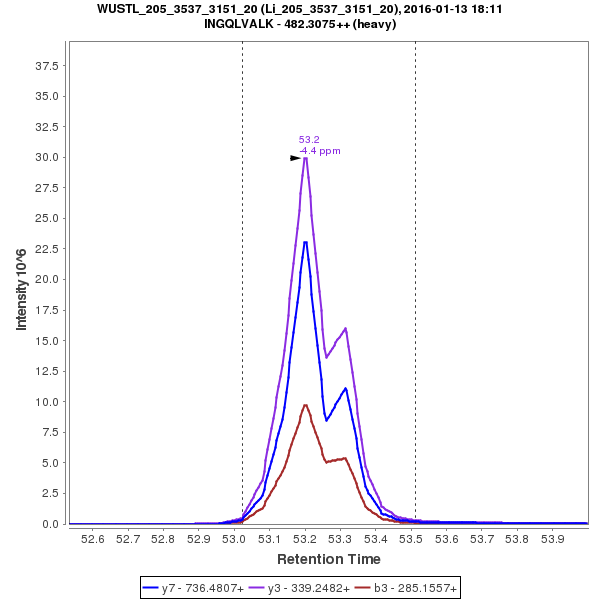 WUSTL_205_3537_3151_20 (Li_205_3537_3151_20), 2016-01-13 18:11
INGQLVALK - 482.3075++ (heavy)
37.5
35.0
32.5
30.0
27.5
25.0
22.5
20.0
17.5
15.0
12.5
10.0
7.5
5.0
2.5
0.0
Intensity 10^6
53.2
-4.4 ppm
52.6 52.7 52.8 52.9 53.0 53.1 53.2 53.3 53.4 53.5 53.6 53.7 53.8 53.9
Retention Time
y7 - 736.4807+ y3 - 339.2482+ b3 - 285.1557+